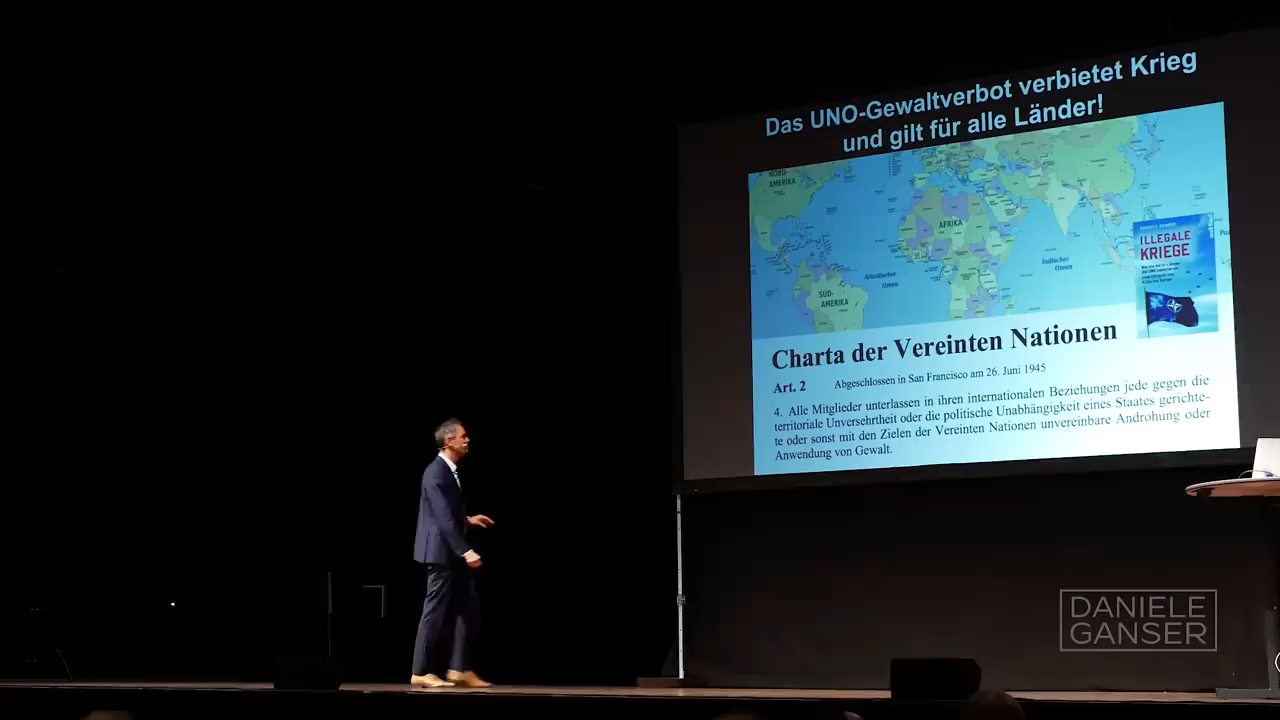 Das UNO-Gewaltverbot verbietet Krieg
und gilt für alle Länder!
NORD-
AMERIKA
AFRIKA
Atlantischer
Ozean
Indischer
Ozean
SÜD-
AMERIKA
DANIELE GANSER
ILLEGALE
KRIEGE
Charta der Vereinten Nationen
Art. 2 Abgeschlossen in San Francisco am 26. Juni 1945
4. Alle Mitglieder unterlassen in ihren internationalen Beziehungen jede gegen die
territoriale Unversehrtheit oder die politische Unabhängigkeit eines Staates gerichte-
te oder sonst mit den Zielen der Vereinten Nationen unvereinbare Androhung oder
Anwendung von Gewalt.
DANIELE
GANSER